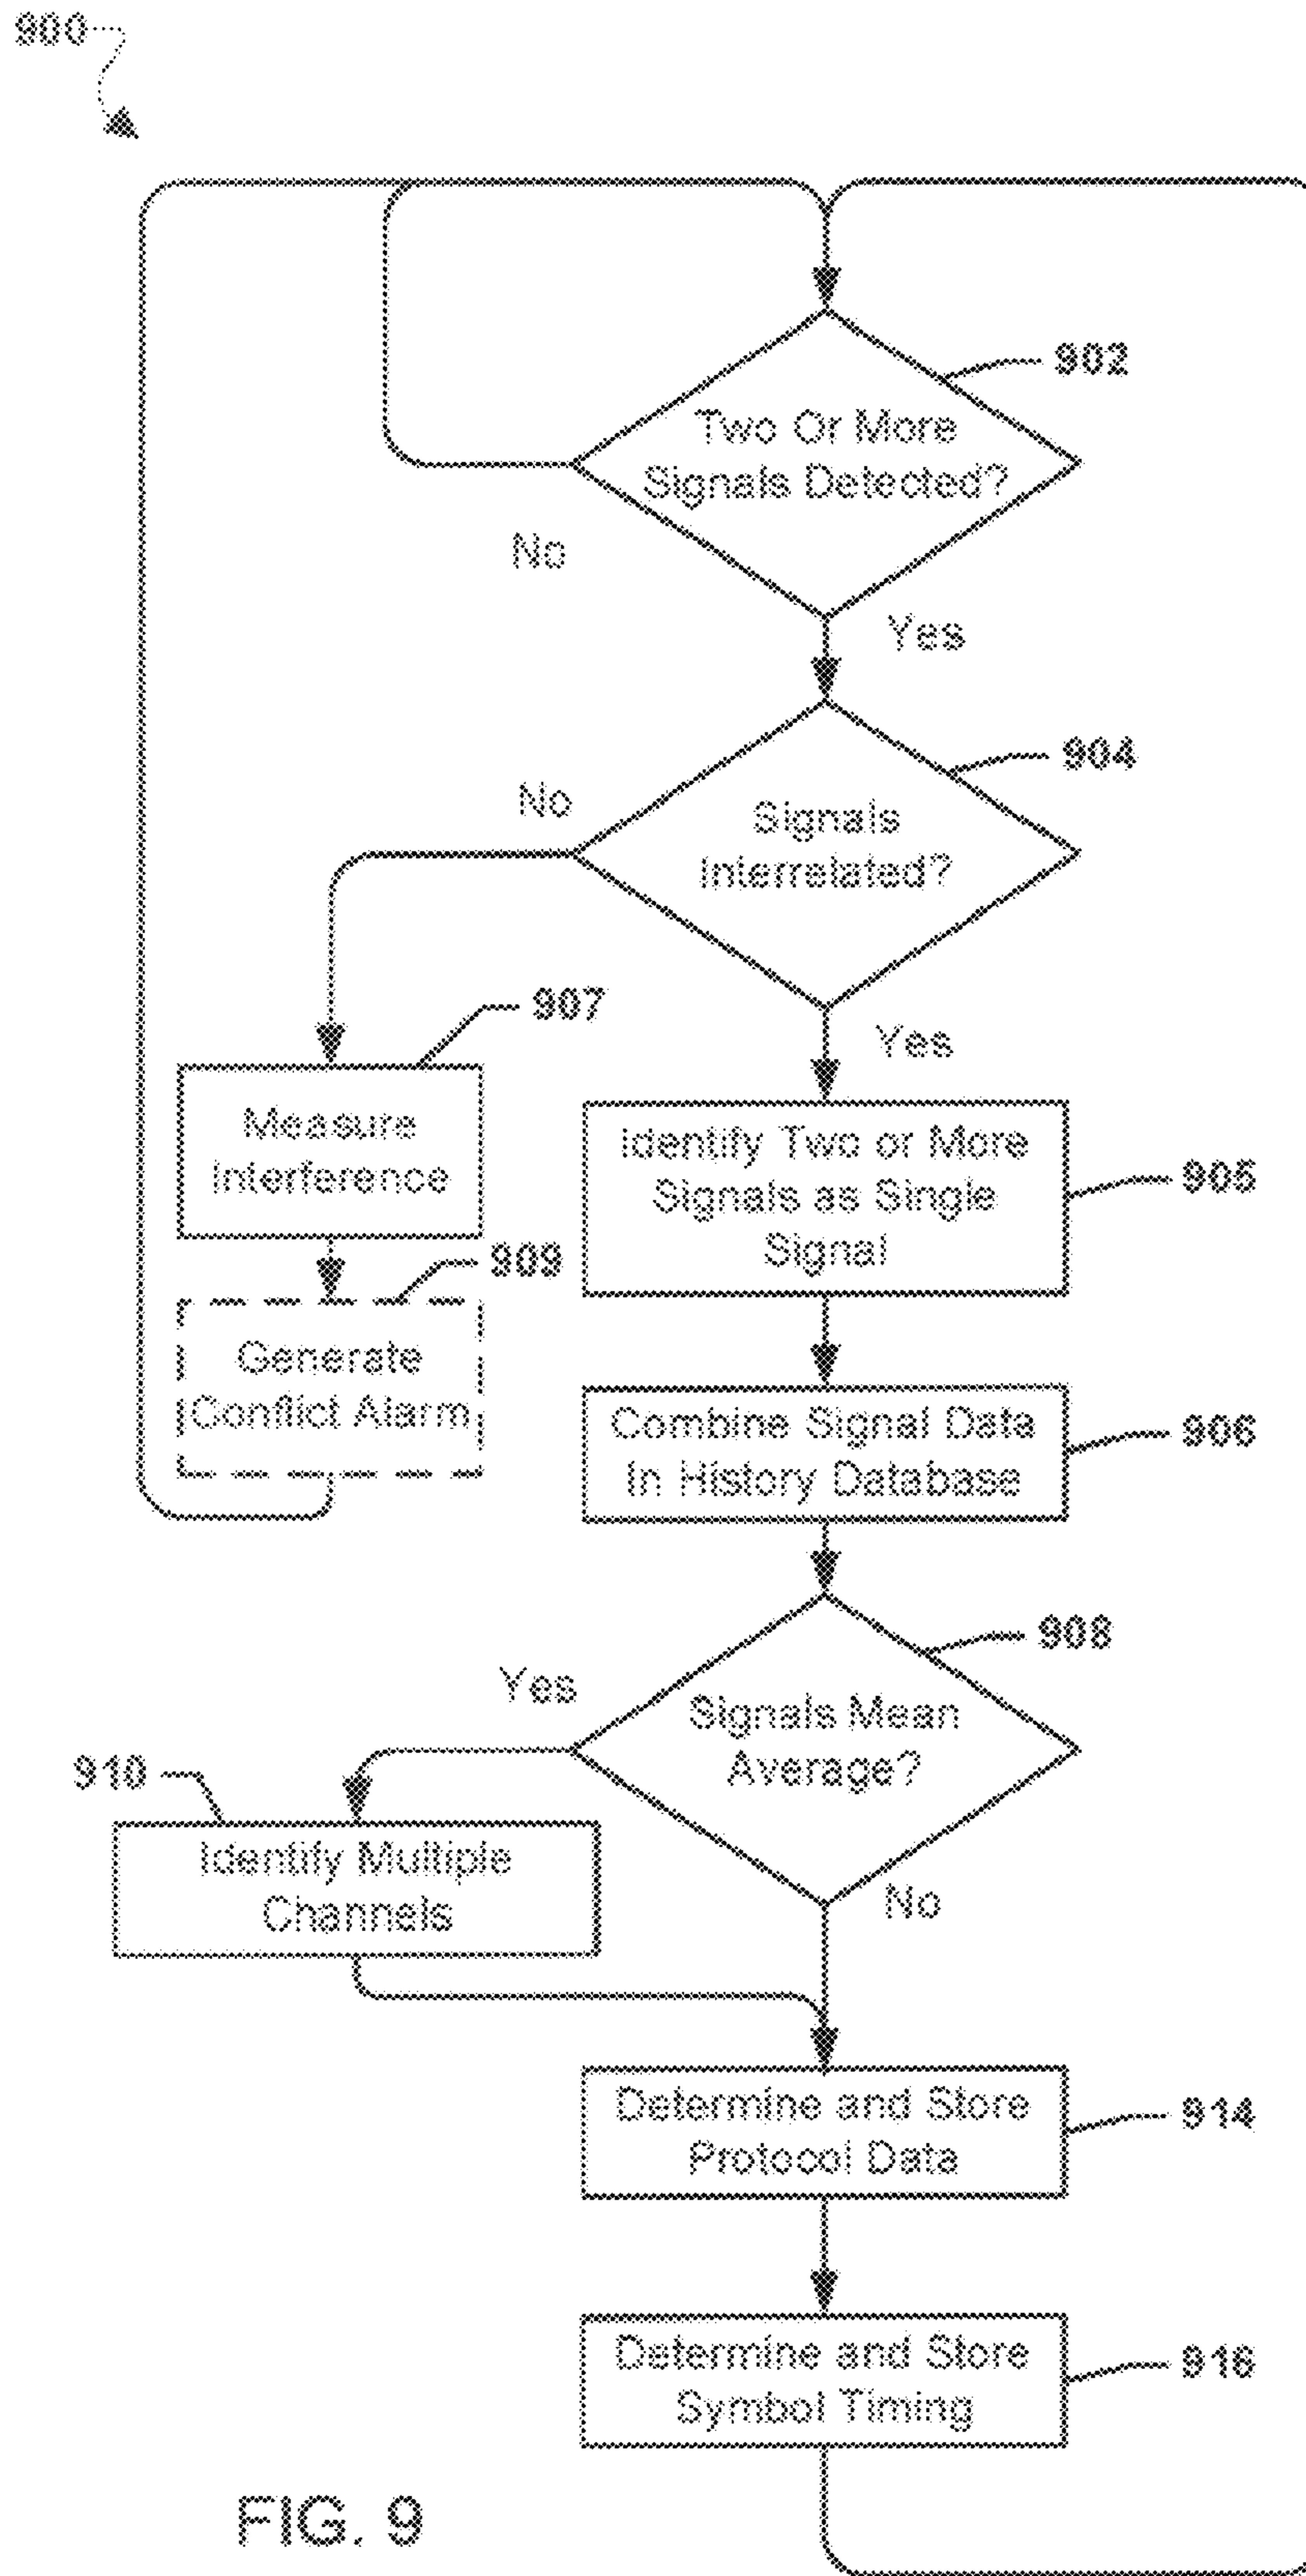 900
902
Two Or More
Signals Detected?
No
Yes
904
No
Signals
Interrelated?
907
Yes
Measure
Interference
Identify Two or More
Signals as Single
Signal
905
909
Generate
Conflict Alarm
Combine Signal Data
In History Database
906
908
Yes
Signals Mean
Average?
910
Identify Multiple
Channels
No
Determine and Store
Protocol Data
914
Determine and Store
Symbol Timing
916
FIG. 9